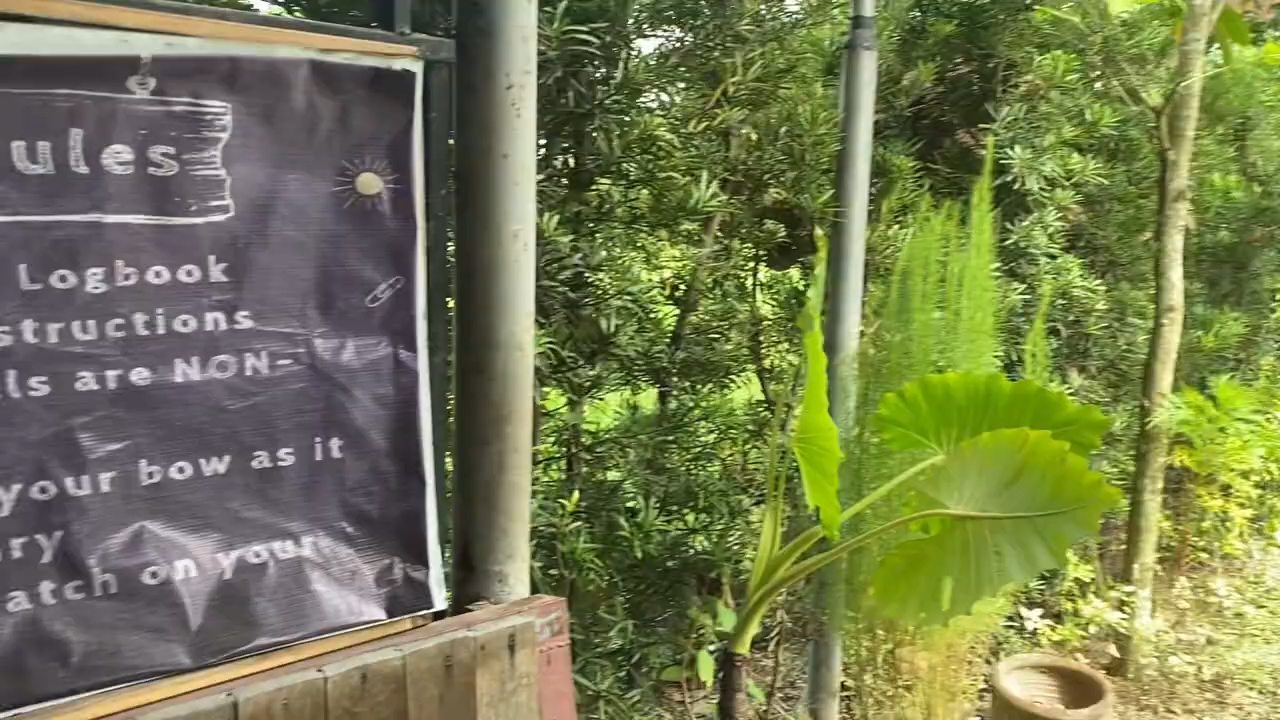 ules
Logbook
structions
ls are NON-
your bow as it
ry
atch on your